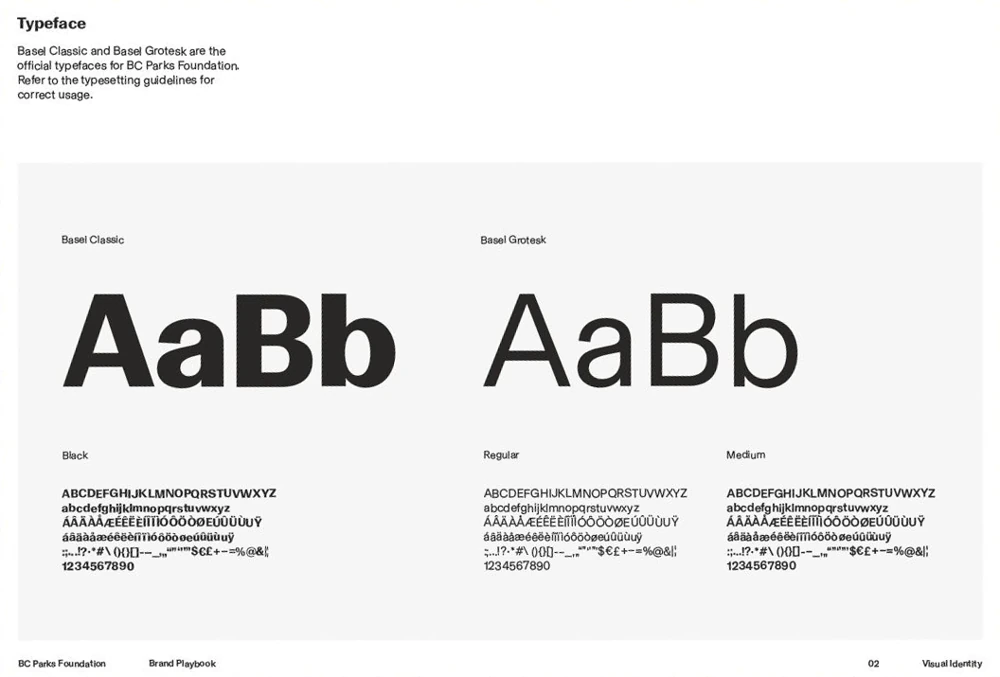 Typeface
Basel Classic and Basel Grotesk are the
official typefaces for BC Parks Foundation.
Refer to the typesetting guidelines for
correct usage.
Basel Classic
Basel Grotesk
AaBb
AaBb
Black
Regular
Medium
ABCDEFGHIJKLMNOPQRSTUVWXYZ
abcdefghijklmnopqrstuvwxyz
1234567890
ABCDEFGHIJKLMNOPQRSTUVWXYZ
abcdefghijklmnopqrstuvwxyz
1234567890
ABCDEFGHIJKLMNOPQRSTUVWXYZ
abcdefghijklmnopqrstuvwxyz
1234567890
BC Parks Foundation
Brand Playbook
02
Visual Identity